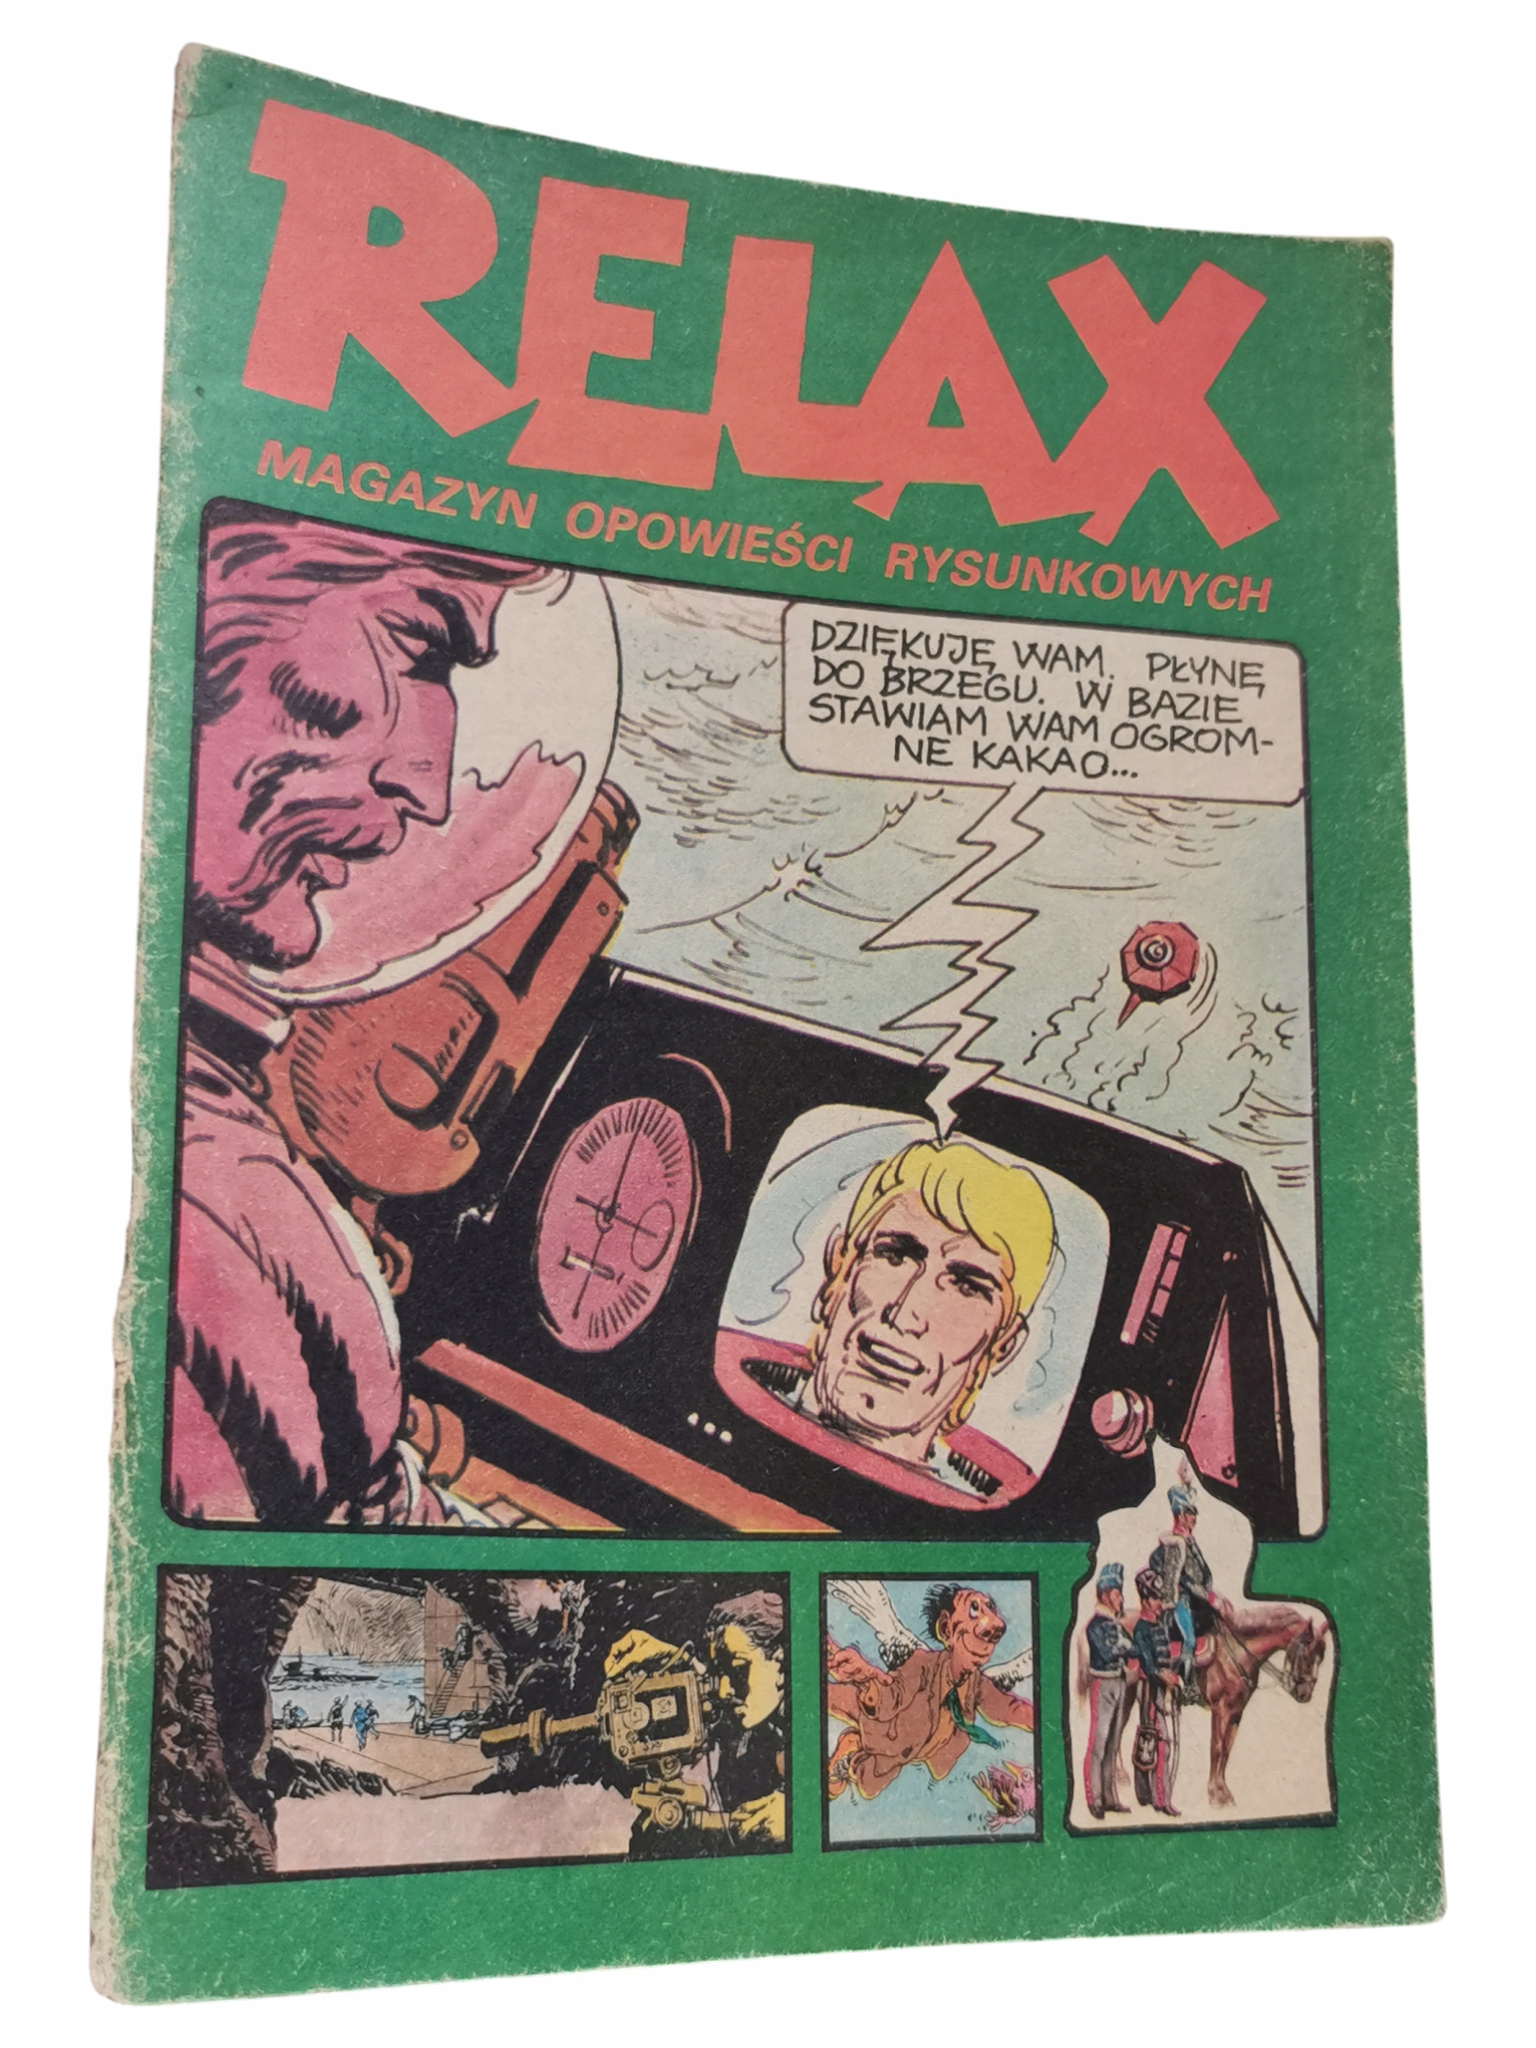 RELAX
MAGAZYN OPOWIEŚCI RYSUNKOWYCH
DZIĘKUJĘ WAM. PŁYNĘ
DO BRZEGU. W BAZIE
STAWIAM WAM OGROM-
NE KAKAO...